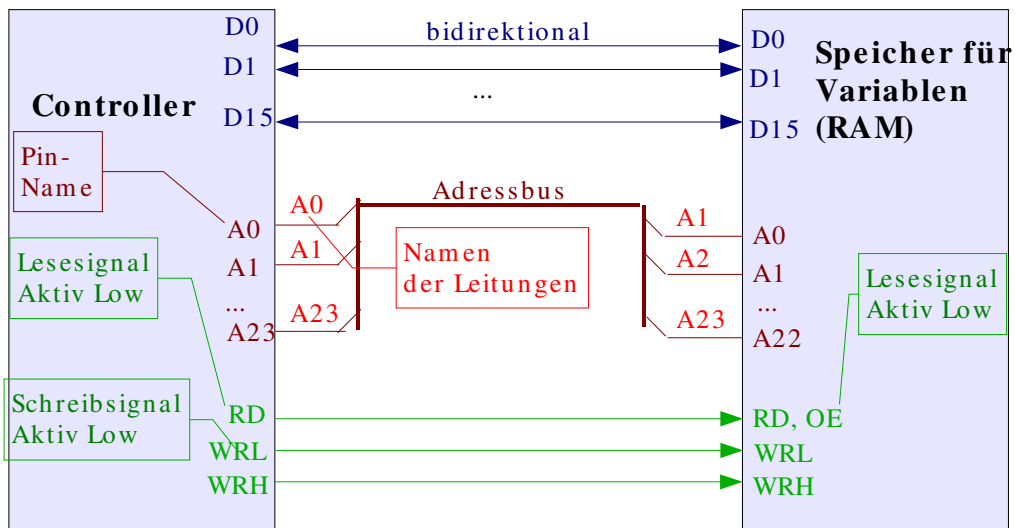 D0
bidirektional
D0
D1
D1
Speicher für
Variablen
(RAM)
Controller
...
D15
D15
Pin-
Name
Adressbus
A0
A0
A1
A0
A1
A1
A2
A1
Namen
der Leitungen
Lesesignal
Aktiv Low
Lesesignal
Aktiv Low
...
...
A23
A23
A23
A22
Schreibsignal
Aktiv Low
RD
RD, OE
WRL
WRL
WRH
WRH